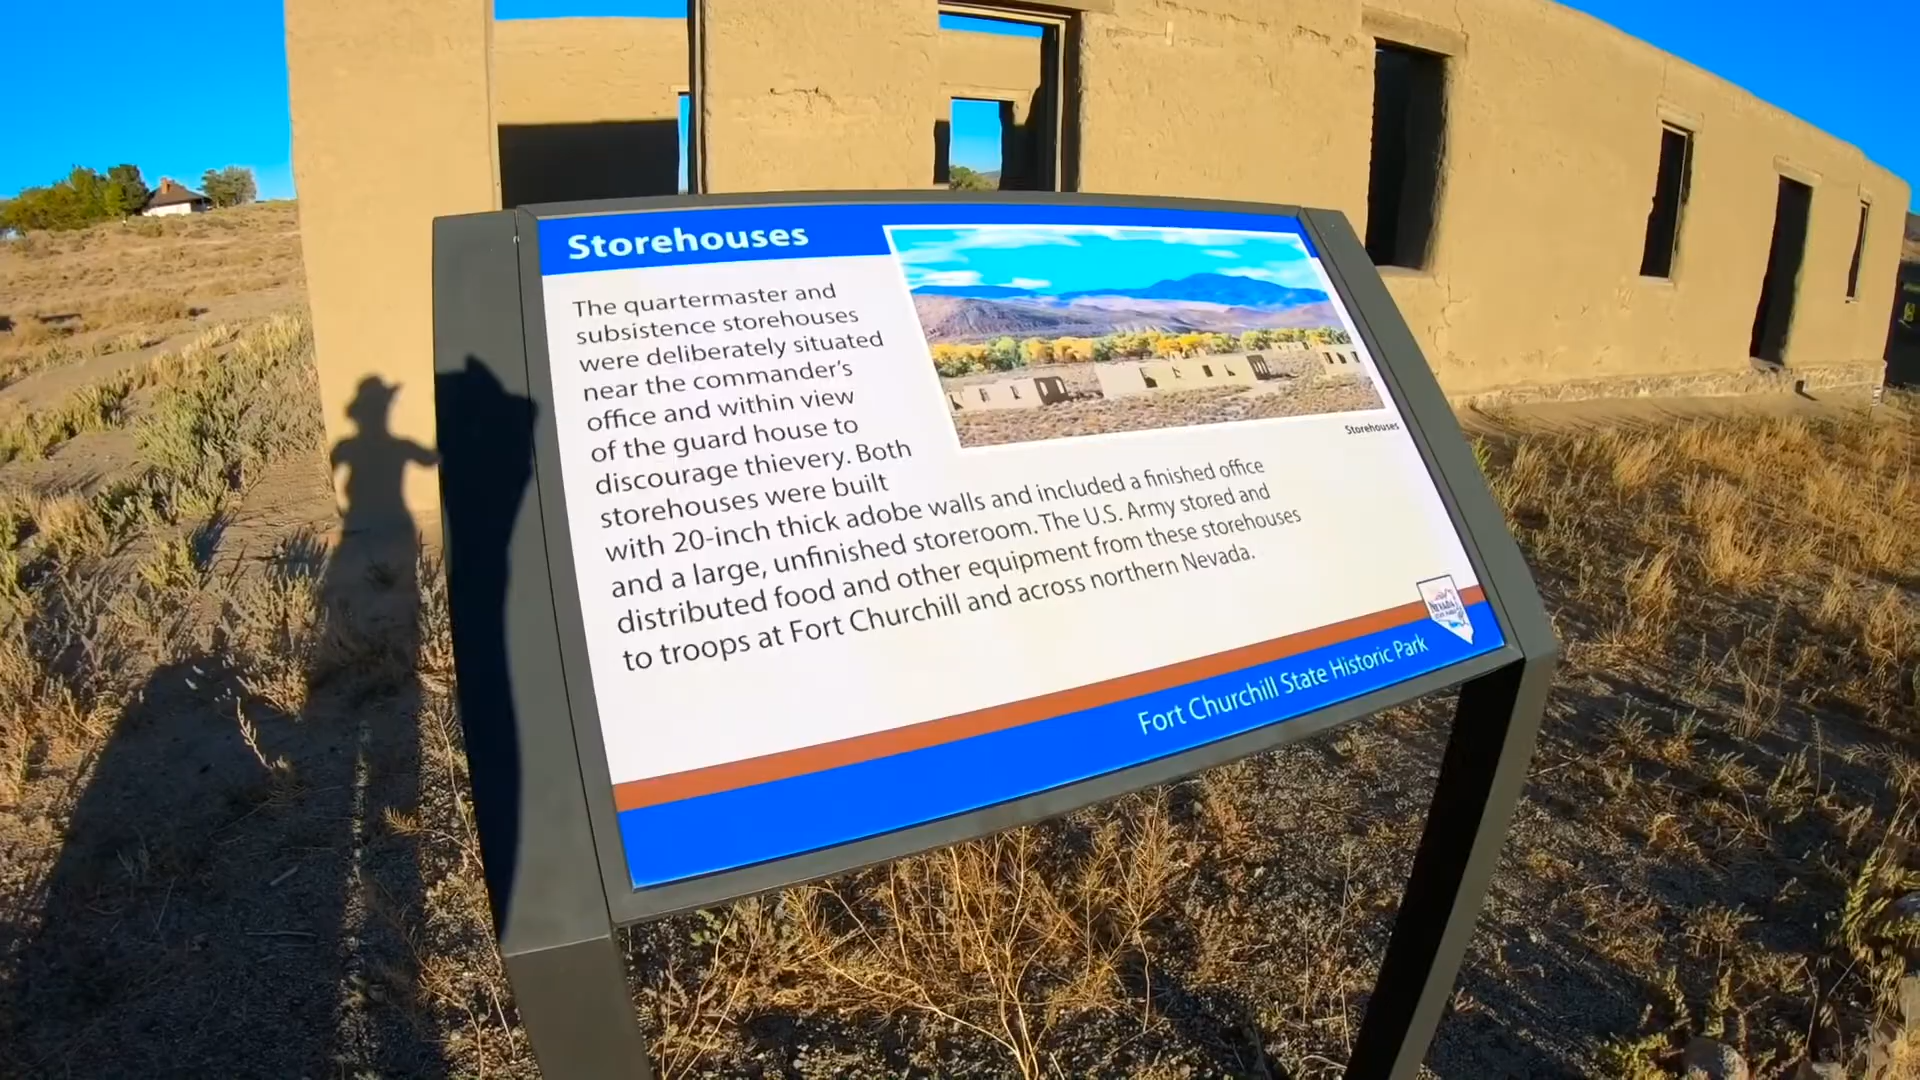 Storehouses
The quartermaster and
subsistence storehouses
were deliberately situated
near the commander's
office and within view
of the guard house to
discourage thievery. Both
storehouses were built
with 20-inch thick adobe walls and included a finished office
and a large, unfinished storeroom. The U.S. Army stored and
distributed food and other equipment from these storehouses
to troops at Fort Churchill and across northern Nevada.
Storehouses
NEVADA
Fort Churchill State Historic Park